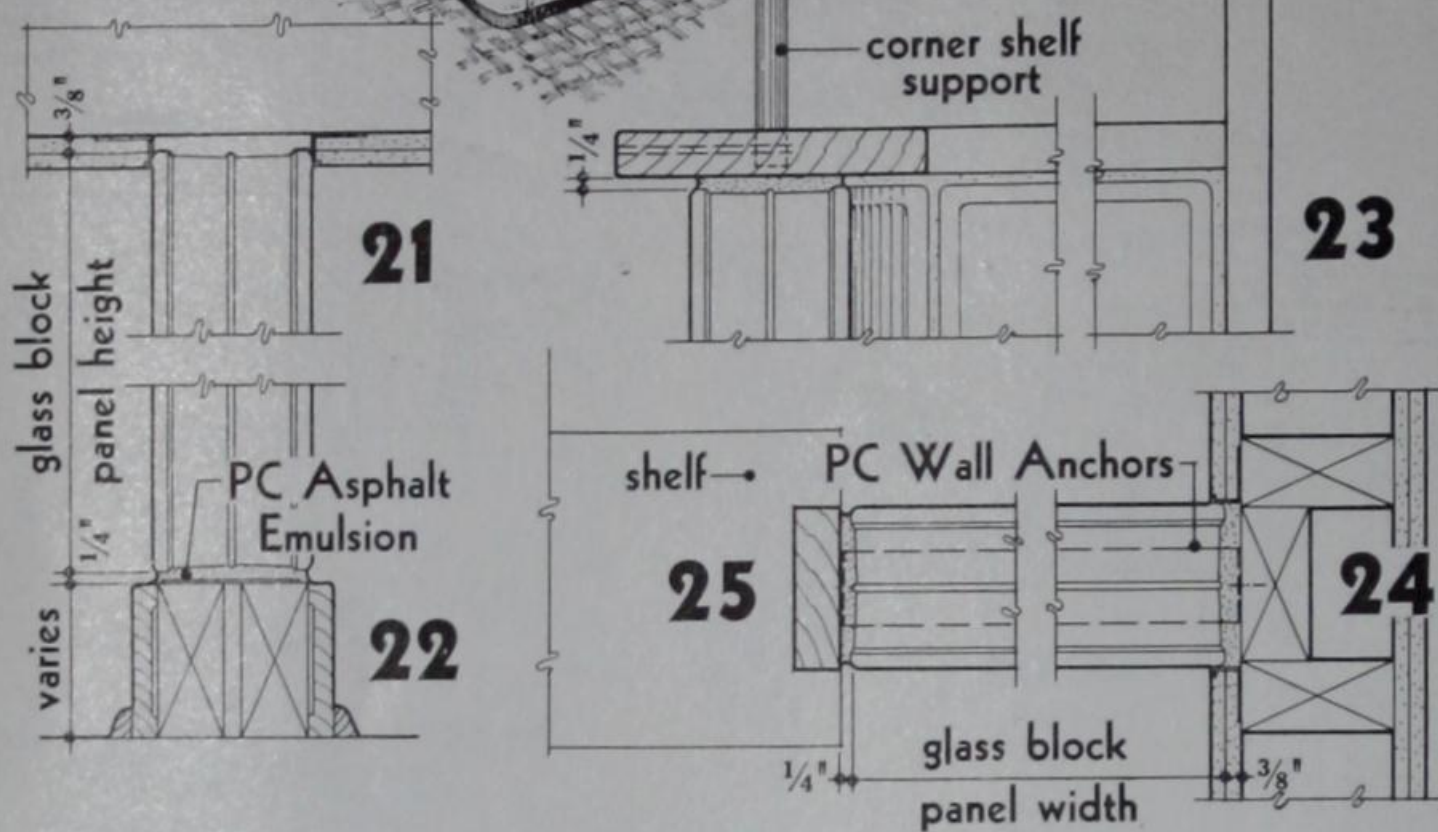 corner shelf
support
3/8"
1/4"
21
23
glass block
panel height
PC Asphalt
Emulsion
1/4"
varies
22
shelf
PC Wall Anchors
25
24
1/4"
glass block
panel width
3/8"